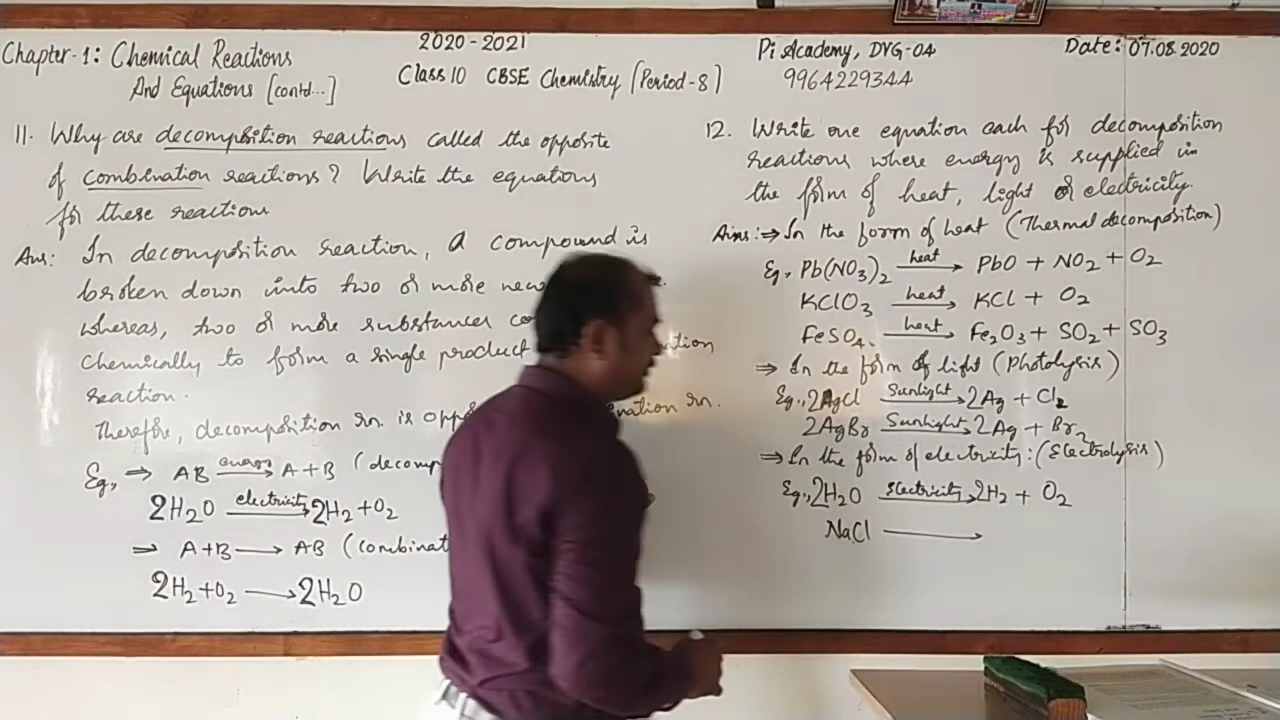 Chapter-1: Chemical Reactions
And Equations [contd...]
2020-2021
Class 10 CBSE Chemistry [Period-8]
Pi Academy, DVG-04
9964229344
Date: 07.08.2020
11. Why are decomposition reactions called the opposite
of combination reactions? Write the equations
for these reactions
Ans: In decomposition reaction, a compound is
broken down into two or more new
whereas, two or more substances
chemically to form a single product
reaction.
Therefore, decomposition rxn. is rxn.
Eg, ⇒ AB energy→ A+B (decomp
2H₂O electricity→ 2H₂+O₂
⇒ A+B → AB (combinat
2H₂+O₂ → 2H₂O
12. Write one equation each for decomposition
reactions where energy is supplied in
the form of heat, light or electricity.
Ans:⇒ In the form of heat (Thermal decomposition)
Eg, Pb(NO₃)₂ heat→ PbO + NO₂ + O₂
KClO₃ heat→ KCl + O₂
FeSO₄ heat→ Fe₂O₃ + SO₂ + SO₃
⇒ In the form of light (Photolysis)
Eg., 2AgCl Sunlight→ 2Ag + Cl₂
2AgBr Sunlight→ 2Ag + Br₂
⇒ In the form of electricity: (Electrolysis)
Eg., 2H₂O Electricity→ 2H₂ + O₂
NaCl →